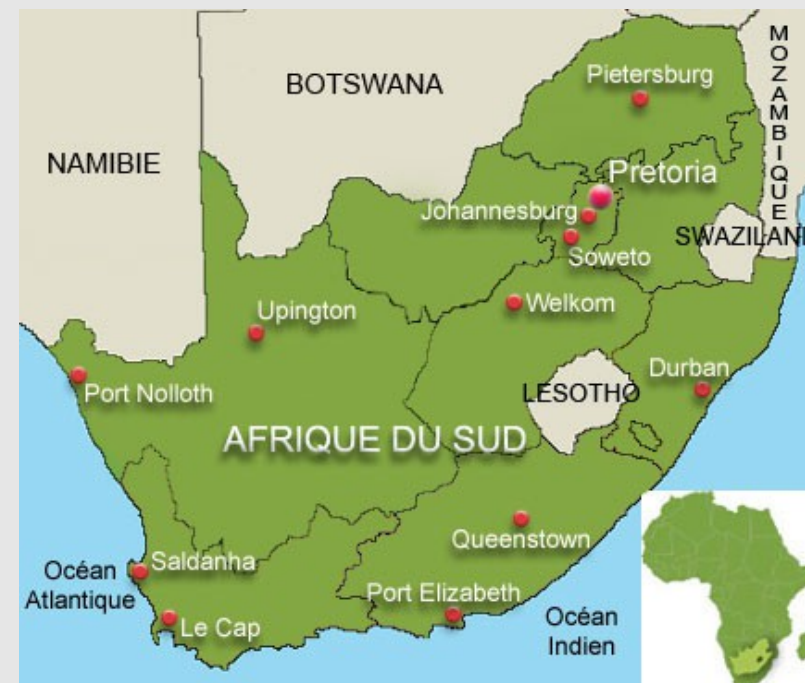 MOZAMBIQUE
Pietersburg
BOTSWANA
NAMIBIE
Pretoria
Johannesburg
SWAZILAND
Soweto
Upington
Welkom
Durban
Port Nolloth
LESOTHO
AFRIQUE DU SUD
Queenstown
Saldanha
Océan
Atlantique
Port Elizabeth
Le Cap
Océan
Indien